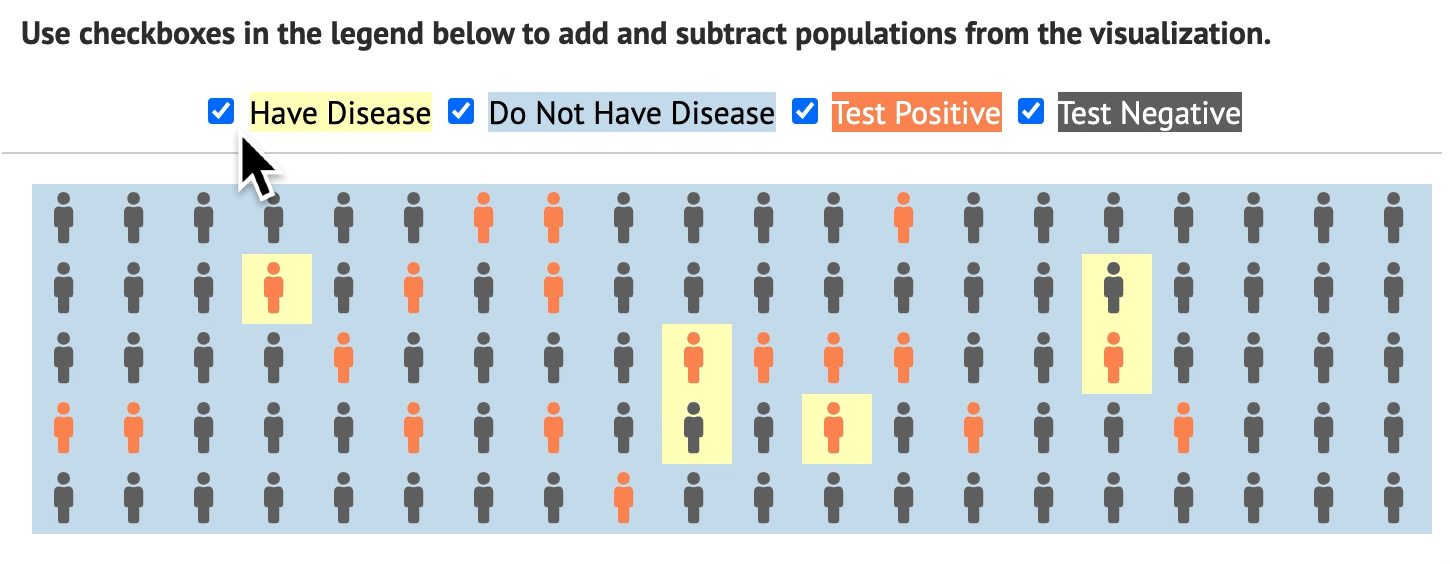 Use checkboxes in the legend below to add and subtract populations from the visualization.
Have Disease Do Not Have Disease Test Positive Test Negative